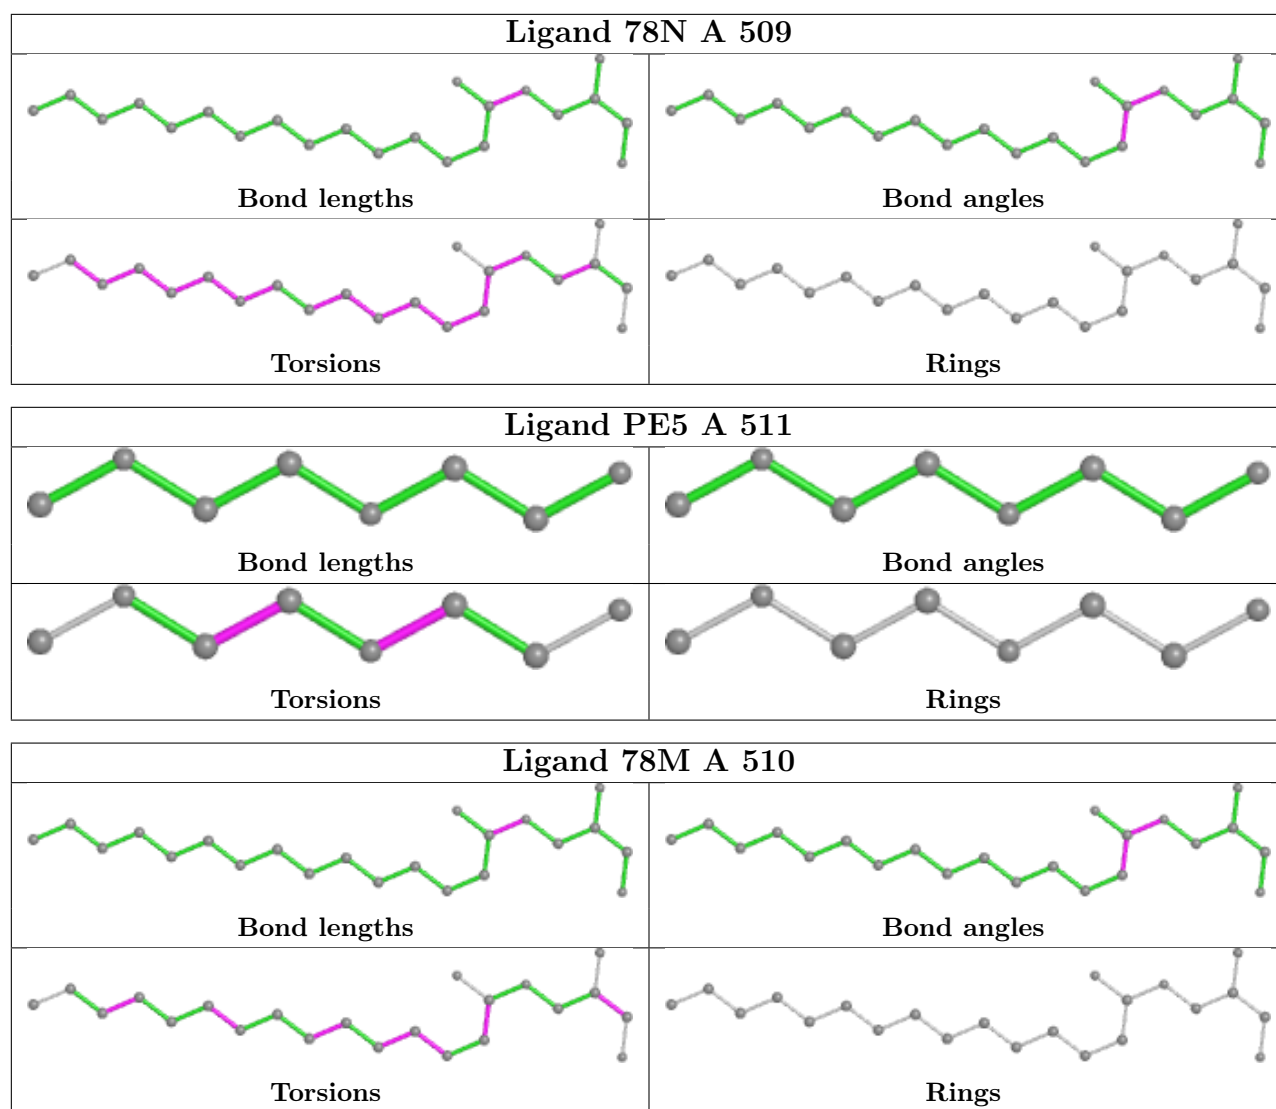 Ligand 78N A 509
Bond lengths
Bond angles
Torsions
Rings
Ligand PE5 A 511
Bond lengths
Bond angles
Torsions
Rings
Ligand 78M A 510
Bond lengths
Bond angles
Torsions
Rings